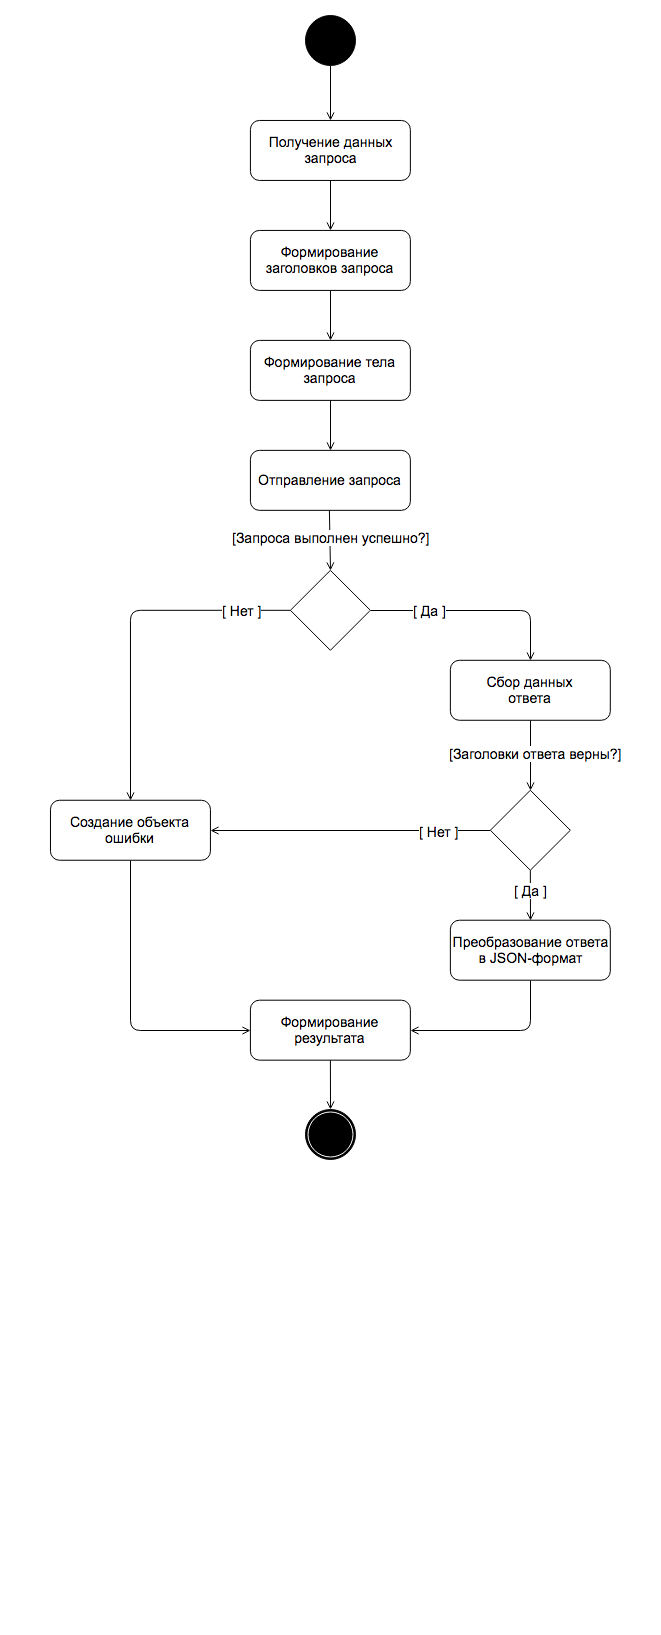 Получение данных
запроса
Формирование
заголовков запроса
Формирование тела
запроса
Отправление запроса
[Запроса выполнен успешно?]
[ Нет ]
[ Да ]
Сбор данных
ответа
[Заголовки ответа верны?]
Создание объекта
ошибки
[ Нет ]
[ Да ]
Преобразование ответа
в JSON-формат
Формирование
результата